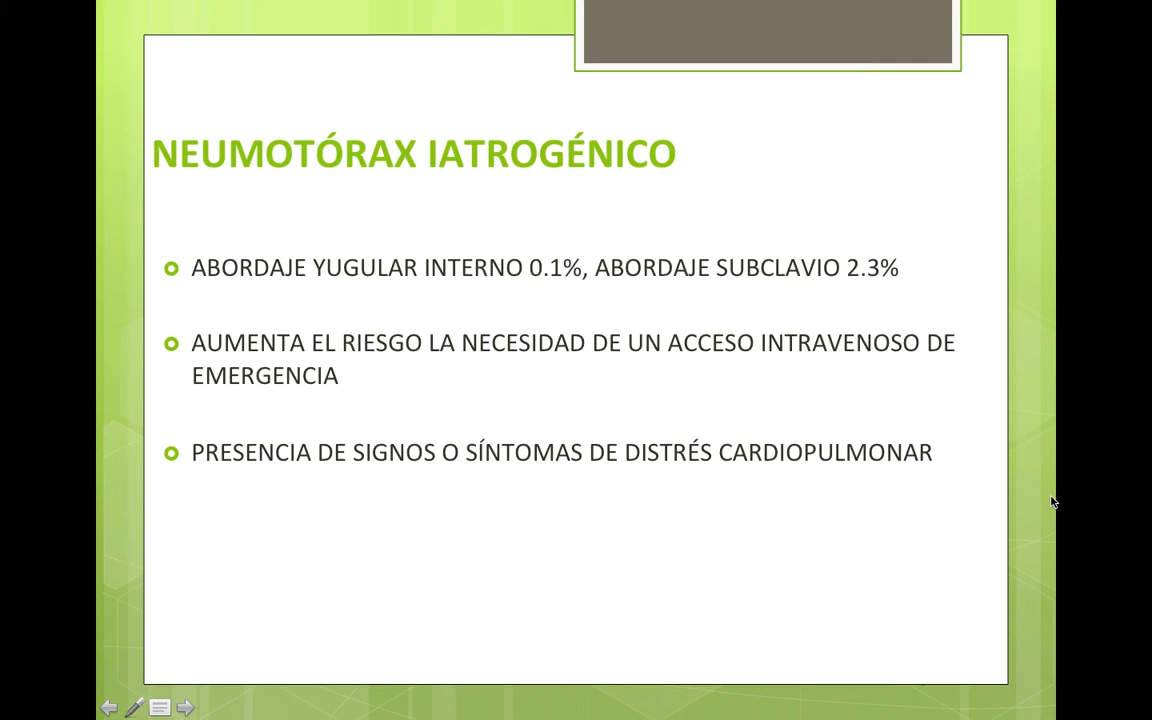 NEUMOTÓRAX IATROGÉNICO
ABORDAJE YUGULAR INTERNO 0.1%, ABORDAJE SUBCLAVIO 2.3%
AUMENTA EL RIESGO LA NECESIDAD DE UN ACCESO INTRAVENOSO DE
EMERGENCIA
PRESENCIA DE SIGNOS O SÍNTOMAS DE DISTRÉS CARDIOPULMONAR